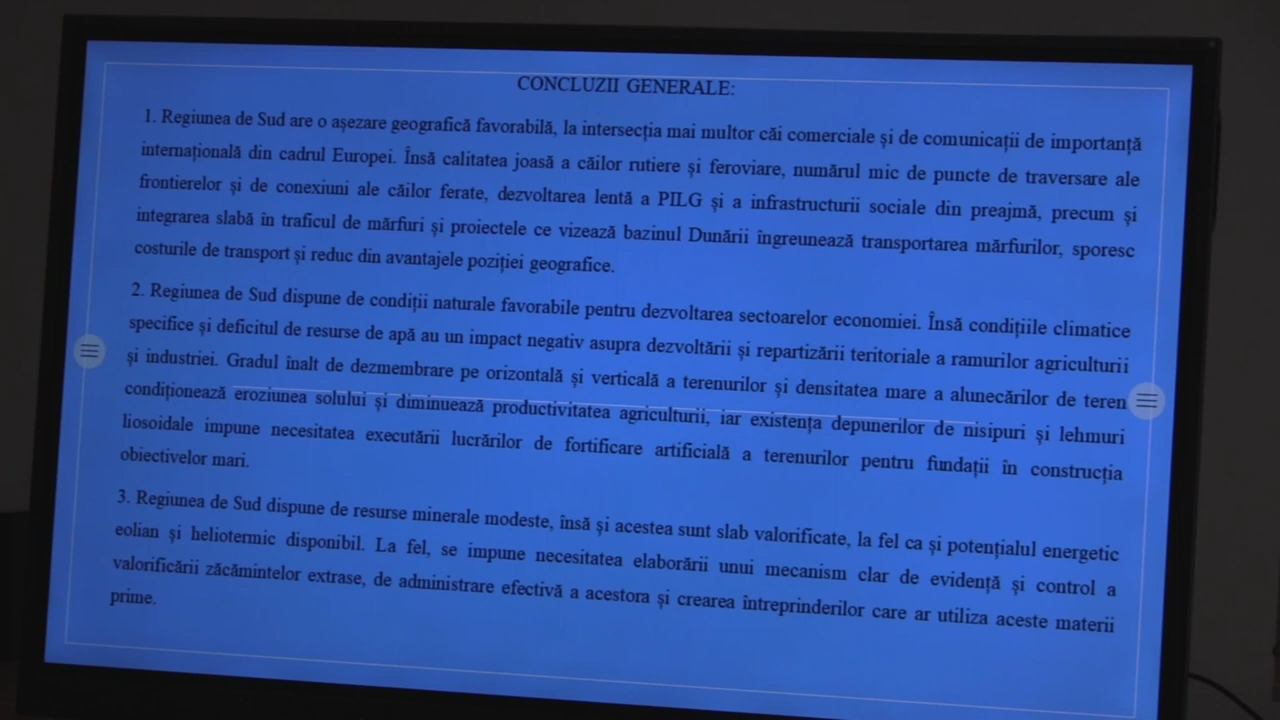 CONCLUZII GENERALE:
1. Regiunea de Sud are o așezare geografică favorabilă, la intersecția mai multor căi comerciale și de comunicații de importanță
internațională din cadrul Europei. Însă calitatea joasă a căilor rutiere și feroviare, numărul mic de puncte de traversare ale
frontierelor și de conexiuni ale căilor ferate, dezvoltarea lentă a PILG și a infrastructurii sociale din preajmă, precum și
integrarea slabă în traficul de mărfuri și proiectele ce vizează bazinul Dunării îngreunează transportarea mărfurilor, sporesc
costurile de transport și reduc din avantajele poziției geografice.
2. Regiunea de Sud dispune de condiții naturale favorabile pentru dezvoltarea sectoarelor economiei. Însă condițiile climatice
specifice și deficitul de resurse de apă au un impact negativ asupra dezvoltării și repartizării teritoriale a ramurilor agriculturii
și industriei. Gradul înalt de dezmembrare pe orizontală și verticală a terenurilor și densitatea mare a alunecărilor de teren
condiționează eroziunea solului și diminuează productivitatea agriculturii, iar existența depunerilor de nisipuri și lehmuri
liosoidale impune necesitatea executării lucrărilor de fortificare artificială a terenurilor pentru fundații în construcția
obiectivelor mari.
3. Regiunea de Sud dispune de resurse minerale modeste, însă și acestea sunt slab valorificate, la fel ca și potențialul energetic
eolian și heliotermic disponibil. La fel, se impune necesitatea elaborării unui mecanism clar de evidență și control a
valorificării zăcămintelor extrase, de administrare efectivă a acestora și crearea întreprinderilor care ar utiliza aceste materii
prime.